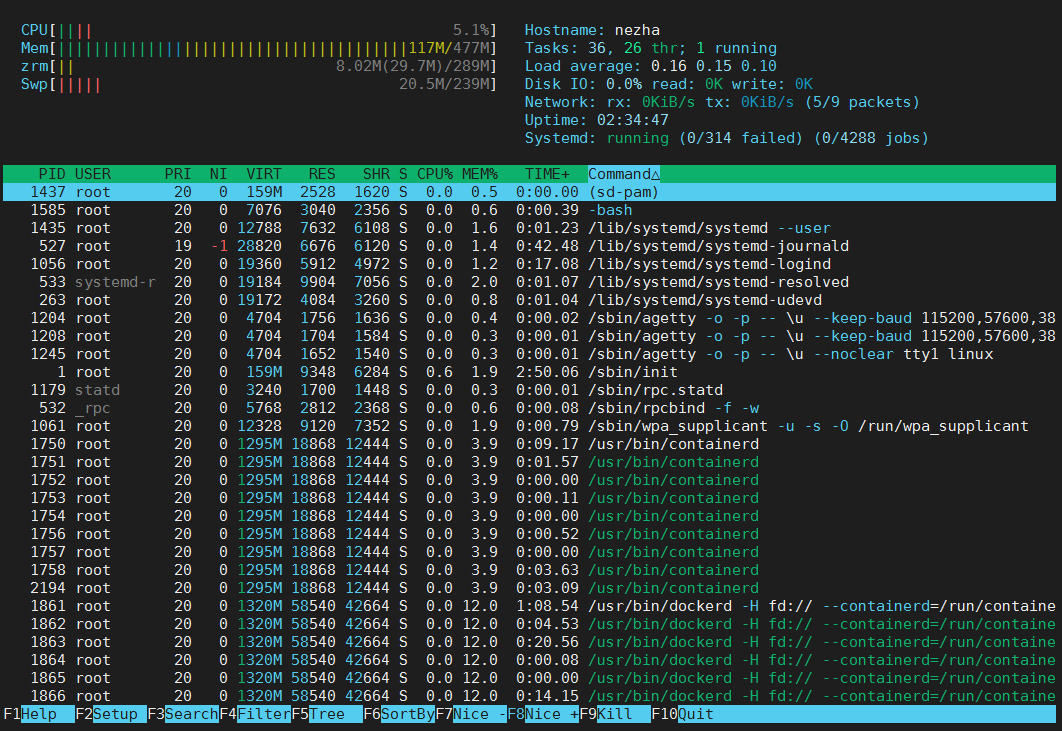 CPU[|||| 5.1%]
Mem[|||||||||||||||||||||||||||||||||||||||117M/477M]
zrm[|| 8.02M(29.7M)/289M]
Swp[||||| 20.5M/239M]
Hostname: nezha
Tasks: 36, 26 thr; 1 running
Load average: 0.16 0.15 0.10
Disk IO: 0.0% read: 0K write: 0K
Network: rx: 0KiB/s tx: 0KiB/s (5/9 packets)
Uptime: 02:34:47
Systemd: running (0/314 failed) (0/4288 jobs)
PID USER PRI NI VIRT RES SHR S CPU% MEM% TIME+ Command△
1437 root 20 0 159M 2528 1620 S 0.0 0.5 0:00.00 (sd-pam)
1585 root 20 0 7076 3040 2356 S 0.0 0.6 0:00.39 -bash
1435 root 20 0 12788 7632 6108 S 0.0 1.6 0:01.23 /lib/systemd/systemd --user
527 root 19 -1 28820 6676 6120 S 0.0 1.4 0:42.48 /lib/systemd/systemd-journald
1056 root 20 0 19360 5912 4972 S 0.0 1.2 0:17.08 /lib/systemd/systemd-logind
533 systemd-r 20 0 19184 9904 7056 S 0.0 2.0 0:01.07 /lib/systemd/systemd-resolved
263 root 20 0 19172 4084 3260 S 0.0 0.8 0:01.04 /lib/systemd/systemd-udevd
1204 root 20 0 4704 1756 1636 S 0.0 0.4 0:00.02 /sbin/agetty -o -p -- \u --keep-baud 115200,57600,38
1208 root 20 0 4704 1704 1584 S 0.0 0.3 0:00.01 /sbin/agetty -o -p -- \u --keep-baud 115200,57600,38
1245 root 20 0 4704 1652 1540 S 0.0 0.3 0:00.01 /sbin/agetty -o -p -- \u --noclear tty1 linux
1 root 20 0 159M 9348 6284 S 0.6 1.9 2:50.06 /sbin/init
1179 statd 20 0 3240 1700 1448 S 0.0 0.3 0:00.01 /sbin/rpc.statd
532 _rpc 20 0 5768 2812 2368 S 0.0 0.6 0:00.08 /sbin/rpcbind -f -w
1061 root 20 0 12328 9120 7352 S 0.0 1.9 0:00.79 /sbin/wpa_supplicant -u -s -O /run/wpa_supplicant
1750 root 20 0 1295M 18868 12444 S 0.0 3.9 0:09.17 /usr/bin/containerd
1751 root 20 0 1295M 18868 12444 S 0.0 3.9 0:01.57 /usr/bin/containerd
1752 root 20 0 1295M 18868 12444 S 0.0 3.9 0:00.00 /usr/bin/containerd
1753 root 20 0 1295M 18868 12444 S 0.0 3.9 0:00.11 /usr/bin/containerd
1754 root 20 0 1295M 18868 12444 S 0.0 3.9 0:00.00 /usr/bin/containerd
1756 root 20 0 1295M 18868 12444 S 0.0 3.9 0:00.52 /usr/bin/containerd
1757 root 20 0 1295M 18868 12444 S 0.0 3.9 0:00.00 /usr/bin/containerd
1758 root 20 0 1295M 18868 12444 S 0.0 3.9 0:03.63 /usr/bin/containerd
2194 root 20 0 1295M 18868 12444 S 0.0 3.9 0:03.09 /usr/bin/containerd
1861 root 20 0 1320M 58540 42664 S 0.0 12.0 1:08.54 /usr/bin/dockerd -H fd:// --containerd=/run/containe
1862 root 20 0 1320M 58540 42664 S 0.0 12.0 0:04.53 /usr/bin/dockerd -H fd:// --containerd=/run/containe
1863 root 20 0 1320M 58540 42664 S 0.0 12.0 0:20.56 /usr/bin/dockerd -H fd:// --containerd=/run/containe
1864 root 20 0 1320M 58540 42664 S 0.0 12.0 0:00.08 /usr/bin/dockerd -H fd:// --containerd=/run/containe
1865 root 20 0 1320M 58540 42664 S 0.0 12.0 0:00.00 /usr/bin/dockerd -H fd:// --containerd=/run/containe
1866 root 20 0 1320M 58540 42664 S 0.0 12.0 0:14.15 /usr/bin/dockerd -H fd:// --containerd=/run/containe
F1Help F2Setup F3SearchF4FilterF5Tree F6SortByF7Nice -F8Nice +F9Kill F10Quit